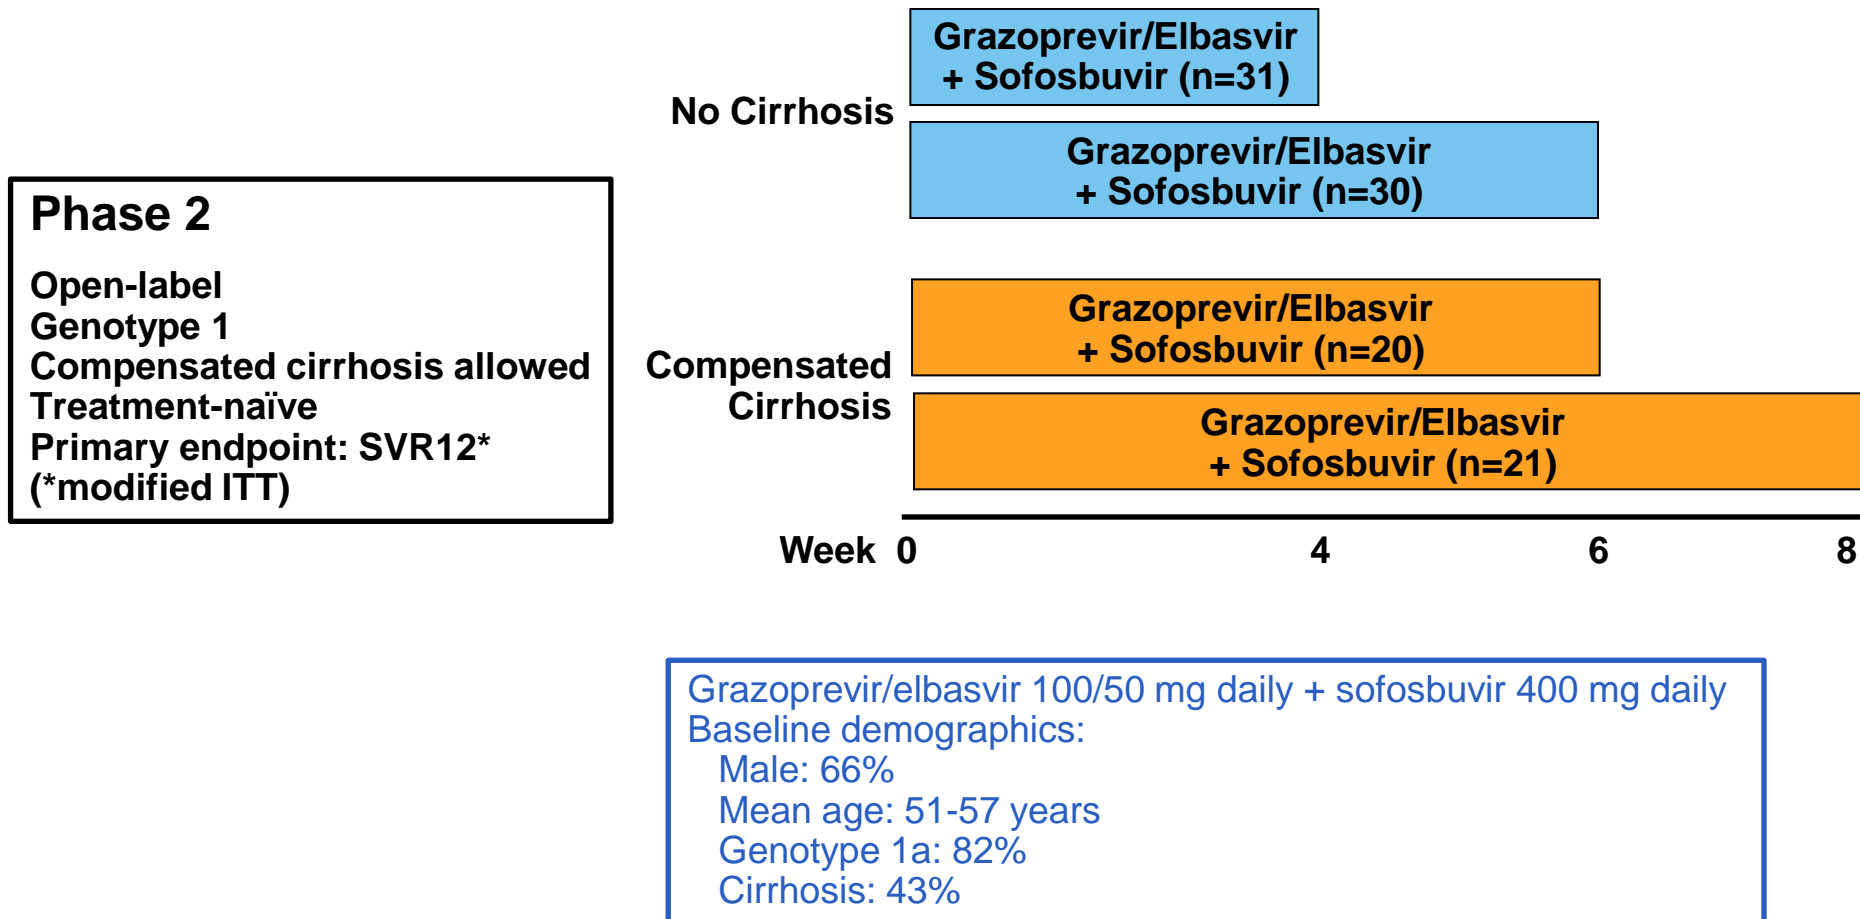 Phase 2
Open-label
Genotype 1
Compensated cirrhosis allowed
Treatment-naïve
Primary endpoint: SVR12*
(*modified ITT)
No Cirrhosis
Grazoprevir/Elbasvir
+ Sofosbuvir (n=31)
Grazoprevir/Elbasvir
+ Sofosbuvir (n=30)
Compensated
Cirrhosis
Grazoprevir/Elbasvir
+ Sofosbuvir (n=20)
Grazoprevir/Elbasvir
+ Sofosbuvir (n=21)
Week 0 4 6 8
Grazoprevir/elbasvir 100/50 mg daily + sofosbuvir 400 mg daily
Baseline demographics:
Male: 66%
Mean age: 51-57 years
Genotype 1a: 82%
Cirrhosis: 43%